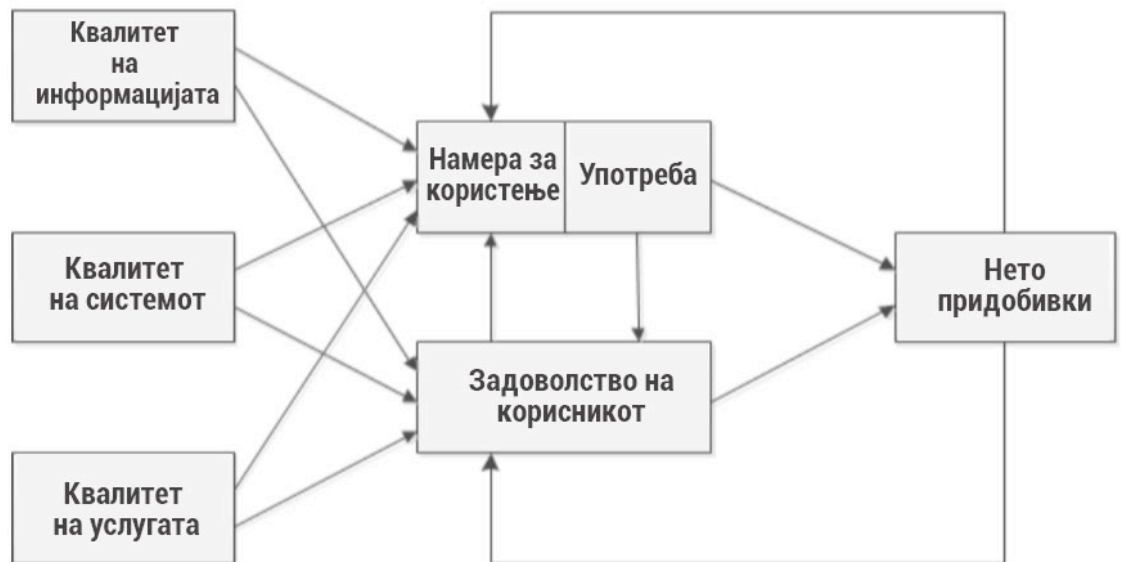 Квалитет
на
информацијата
Намера за
користење
Употреба
Квалитет
на системот
Нето
придобивки
Задоволство на
корисникот
Квалитет
на услугата